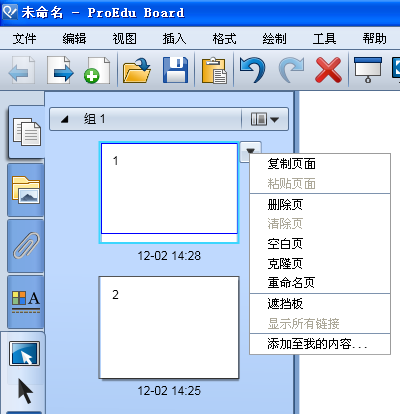 未命名 - ProEdu Board
文件 编辑 视图 插入 格式 绘制 工具 帮助
组 1
1
复制页面
粘贴页面
删除页
清除页
空白页
12-02 14:28
克隆页
重命名页
2
遮挡板
显示所有链接
添加至我的内容...
A
12-02 14:25